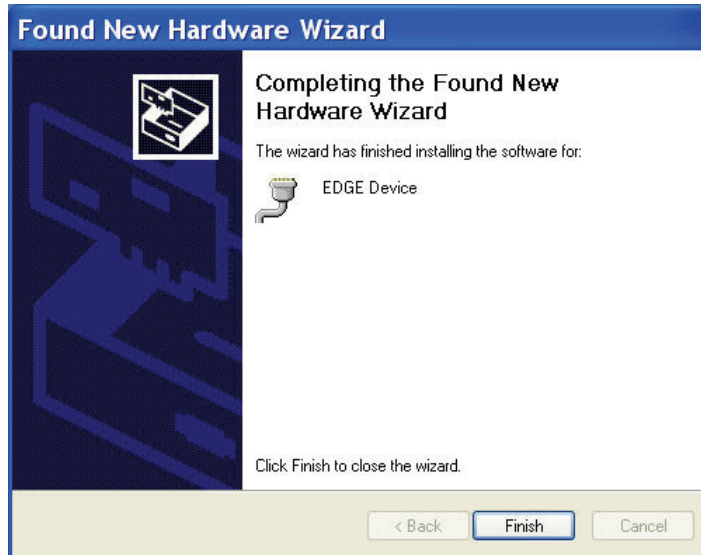 Found New Hardware Wizard
Completing the Found New
Hardware Wizard
The wizard has finished installing the software for:
EDGE Device
Click Finish to close the wizard.
< Back
Finish
Cancel